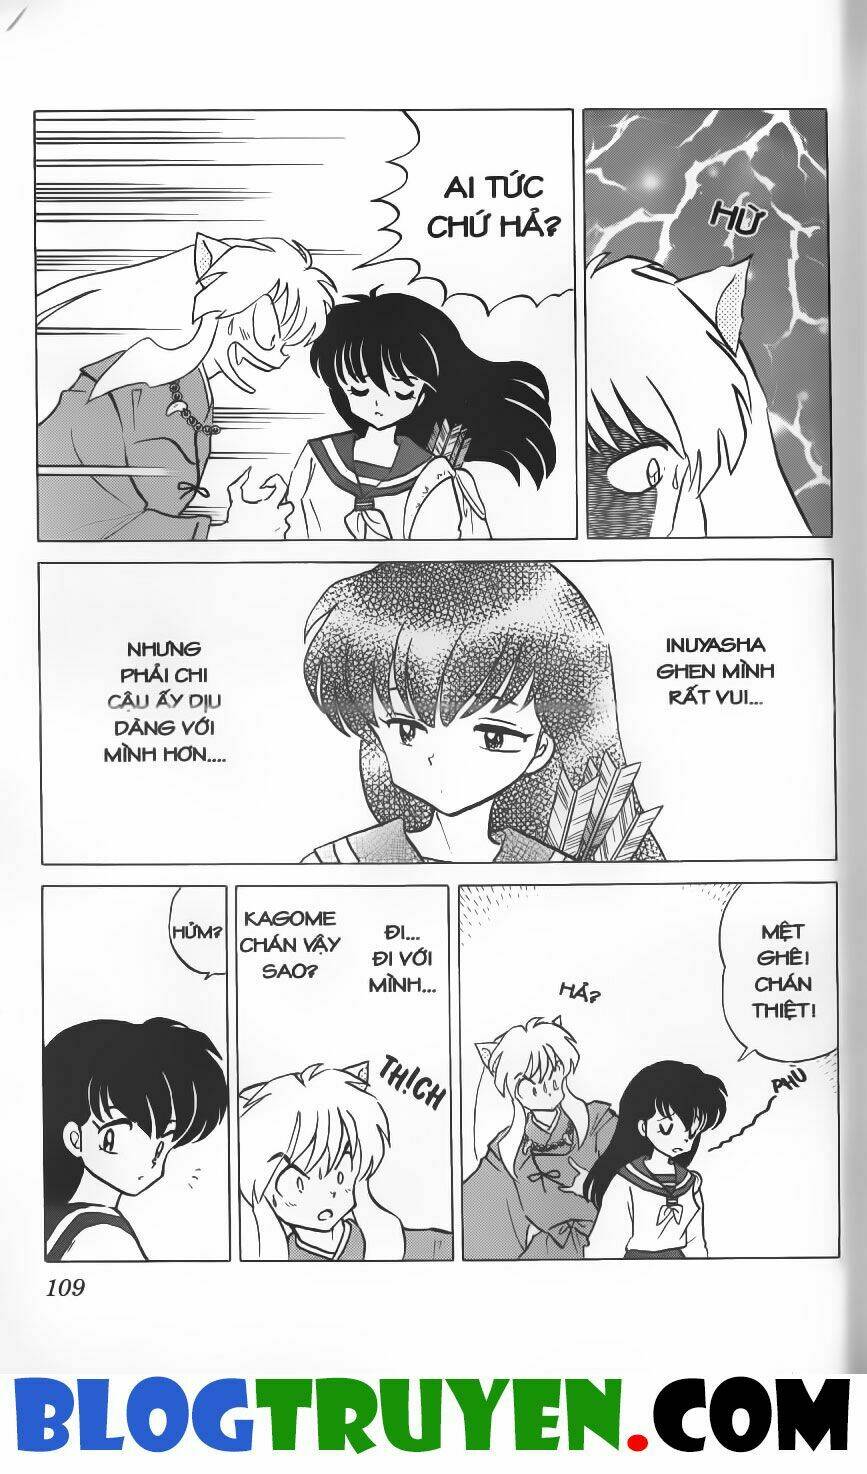 HỪ
AI TỨC
CHỨ HẢ?
INUYASHA
GHEN MÌNH
RẤT VUI...
NHƯNG
PHẢI CHI
CẬU ẤY DỊU
DÀNG VỚI
MÌNH HƠN....
MỆT
GHÊ!
CHÁN
THIỆT!
PHÙ
HẢ?
ĐI...
ĐI VỚI
MÌNH...
KAGOME
CHÁN VẬY
SAO?
THỊCH
HỬM?
109
BLOGTRUYEN.COM